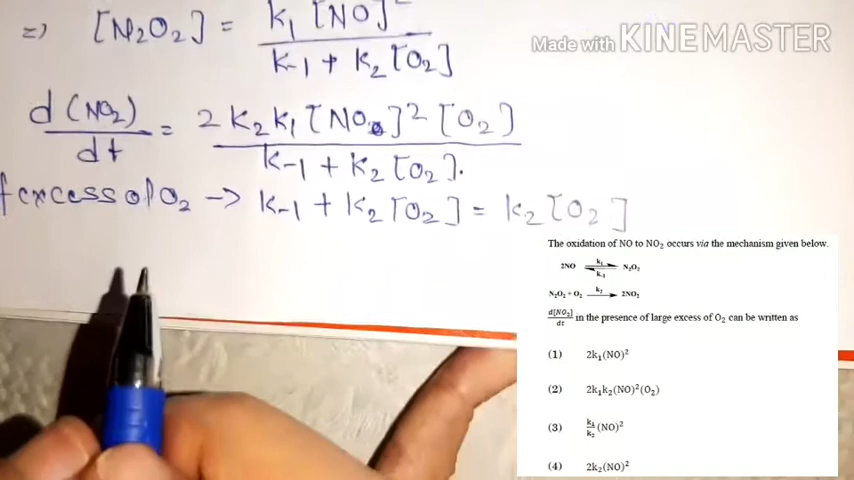 Made with KINEMASTER
=) [N2O2] = k1 [NO]2 / k-1 + k2 [O2]
d (NO2) / dt = 2 k2 k1 [NO]2 [O2] / k-1 + k2 [O2].
f excess of O2 -> k-1 + k2 [O2] = k2 [O2]
The oxidation of NO to NO2 occurs via the mechanism given below.
2NO k1 k-1 N2O2
N2O2 + O2 k2 2NO2
d[NO2]/dt in the presence of large excess of O2 can be written as
(1) 2k1(NO)2
(2) 2k1k2(NO)2(O2)
(3) k1/k2 (NO)2
(4) 2k2(NO)2